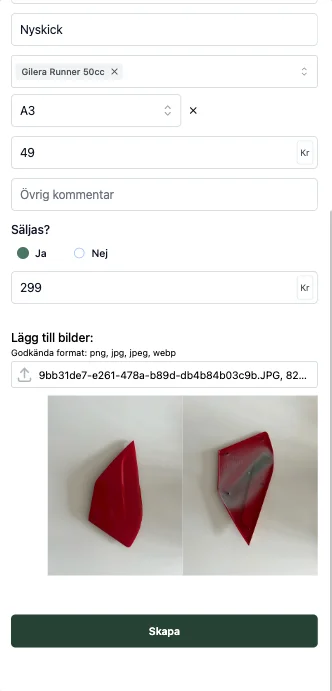 Nyskick
Gilera Runner 50cc ×
A3 ×
49 Kr
Övrig kommentar
Säljas?
Ja Nej
299 Kr
Lägg till bilder:
Godkända format: png, jpg, jpeg, webp
9bb31de7-e261-478a-b89d-db4b84b03c9b.JPG, 82...
Skapa